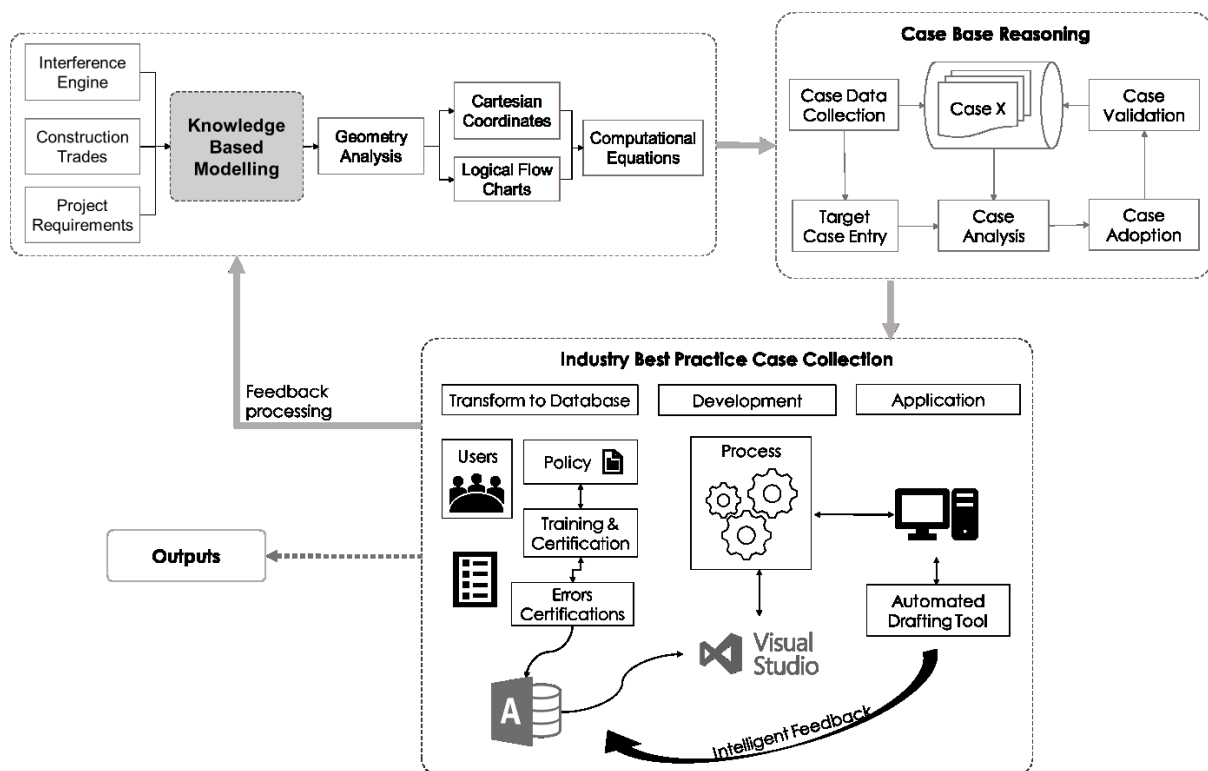 Interference
Engine
Construction
Trades
Project
Requirements
Knowledge
Based
Modelling
Geometry
Analysis
Cartesian
Coordinates
Logical Flow
Charts
Computational
Equations
Case Base Reasoning
Case Data
Collection
Case X
Case
Validation
Target
Case Entry
Case
Analysis
Case
Adoption
Feedback
processing
Industry Best Practice Case Collection
Transform to Database
Development
Application
Users
Policy
Training &
Certification
Errors
Certifications
A
Process
Visual
Studio
Automated
Drafting Tool
Intelligent Feedback
Outputs